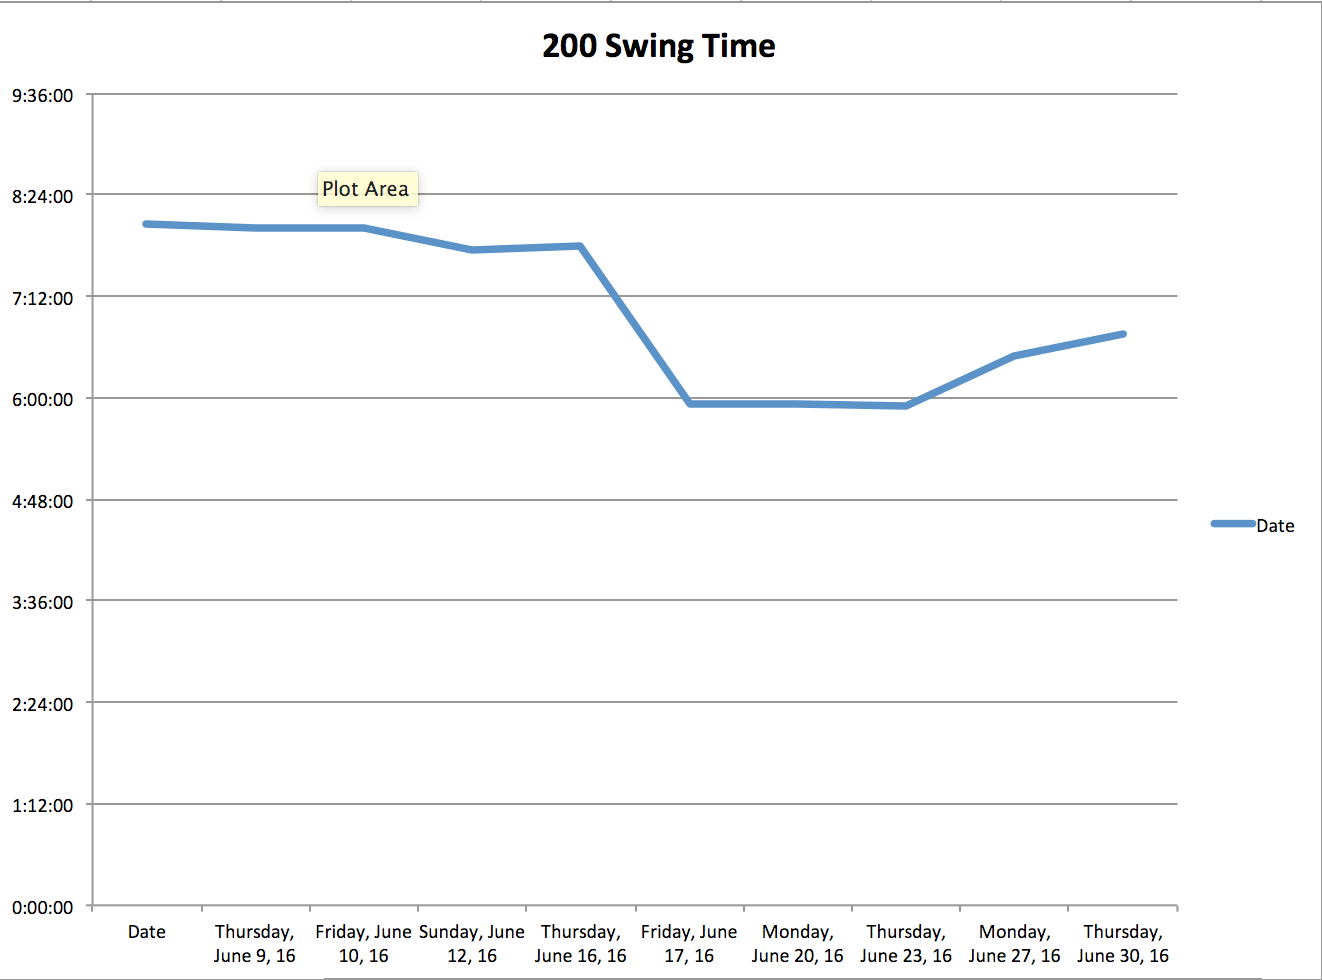 200 Swing Time
9:36:00
8:24:00
Plot Area
7:12:00
6:00:00
4:48:00
Date
3:36:00
2:24:00
1:12:00
0:00:00
Date
Thursday,
June 9, 16
Friday, June
10, 16
Sunday, June
12, 16
Thursday,
June 16, 16
Friday, June
17, 16
Monday,
June 20, 16
Thursday,
June 23, 16
Monday,
June 27, 16
Thursday,
June 30, 16